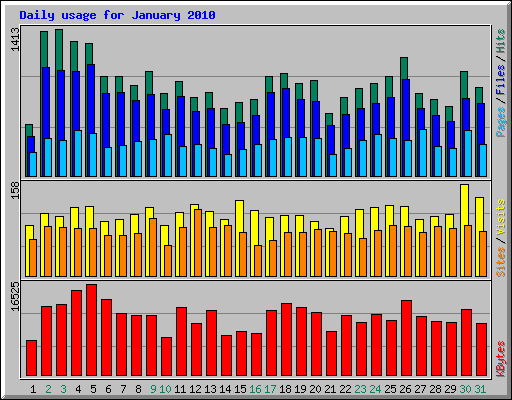 Daily usage for January 2010
1413
Pages / Files / Hits
158
Sites / Visits
16525
KBytes
1 2 3 4 5 6 7 8 9 10 11 12 13 14 15 16 17 18 19 20 21 22 23 24 25 26 27 28 29 30 31